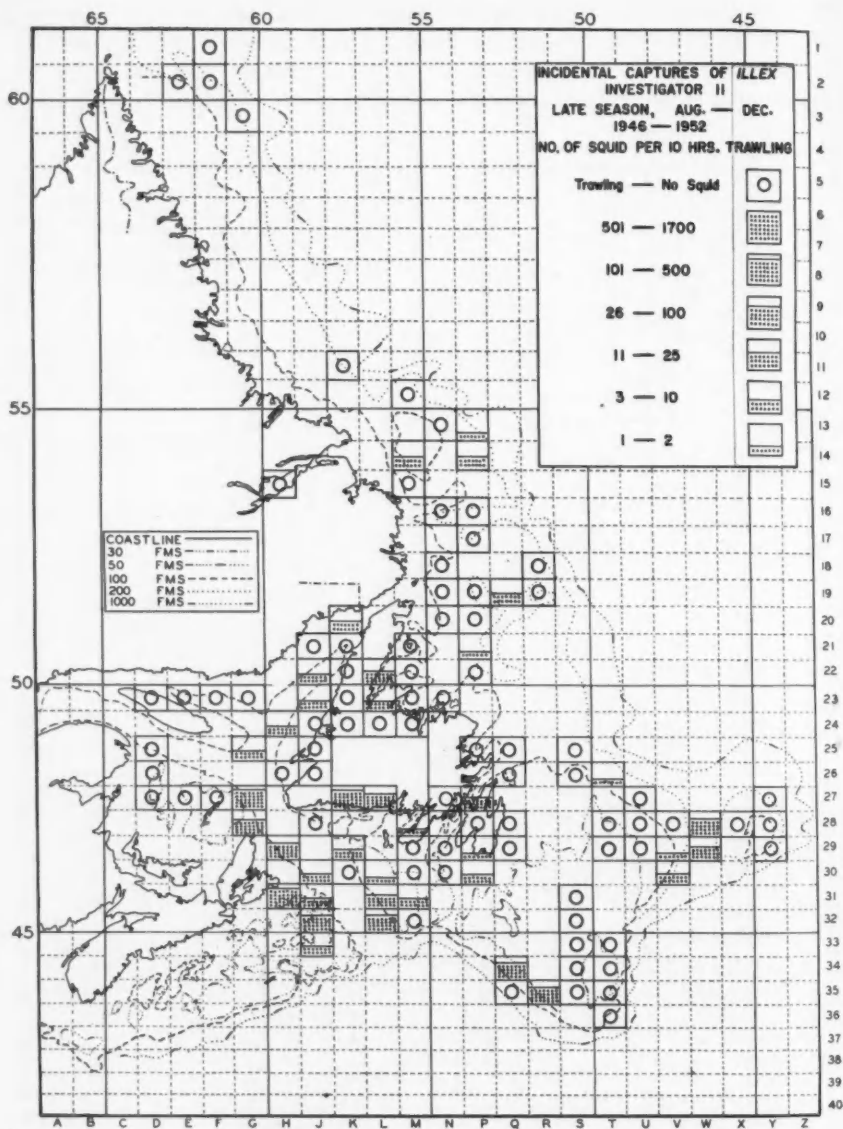 65 60 55 50 45
INCIDENTAL CAPTURES OF ILLEX
INVESTIGATOR II
LATE SEASON, AUG. — DEC.
1946 — 1952
NO. OF SQUID PER 10 HRS. TRAWLING
Trawling — No Squid
501 — 1700
101 — 500
26 — 100
11 — 25
3 — 10
1 — 2
60
55
50
45
COASTLINE
30 FMS
50 FMS
100 FMS
200 FMS
1000 FMS
1
2
3
4
5
6
7
8
9
10
11
12
13
14
15
16
17
18
19
20
21
22
23
24
25
26
27
28
29
30
31
32
33
34
35
36
37
38
39
40
A B C D E F G H J K L M N P Q R S T U V W X Y Z